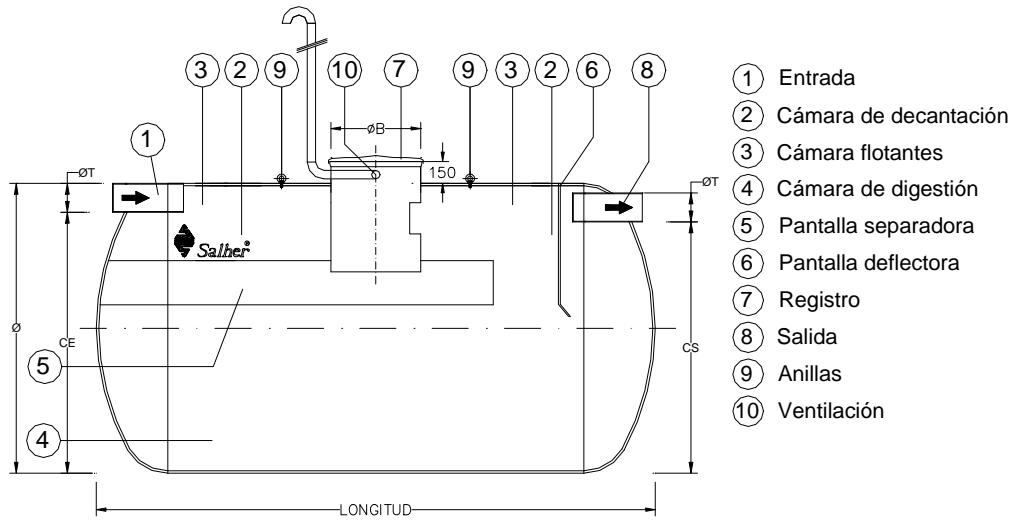 3
2
9
10
7
9
3
2
6
8
1
ØB
150
ØT
ØT
Salher®
Ø
CE
CS
5
4
LONGITUD
1 Entrada
2 Cámara de decantación
3 Cámara flotantes
4 Cámara de digestión
5 Pantalla separadora
6 Pantalla deflectora
7 Registro
8 Salida
9 Anillas
10 Ventilación